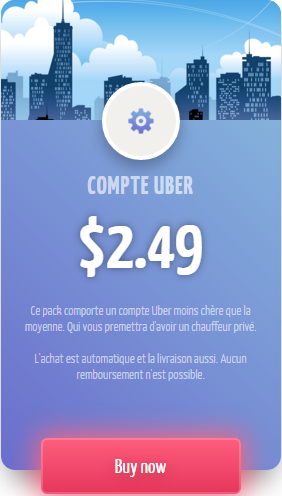 COMPTE UBER
$2.49
Ce pack comporte un compte Uber moins chère que la
moyenne. Qui vous premettra d'avoir un chauffeur privé.
L'achat est automatique et la livraison aussi. Aucun
remboursement n'est possible.
Buy now